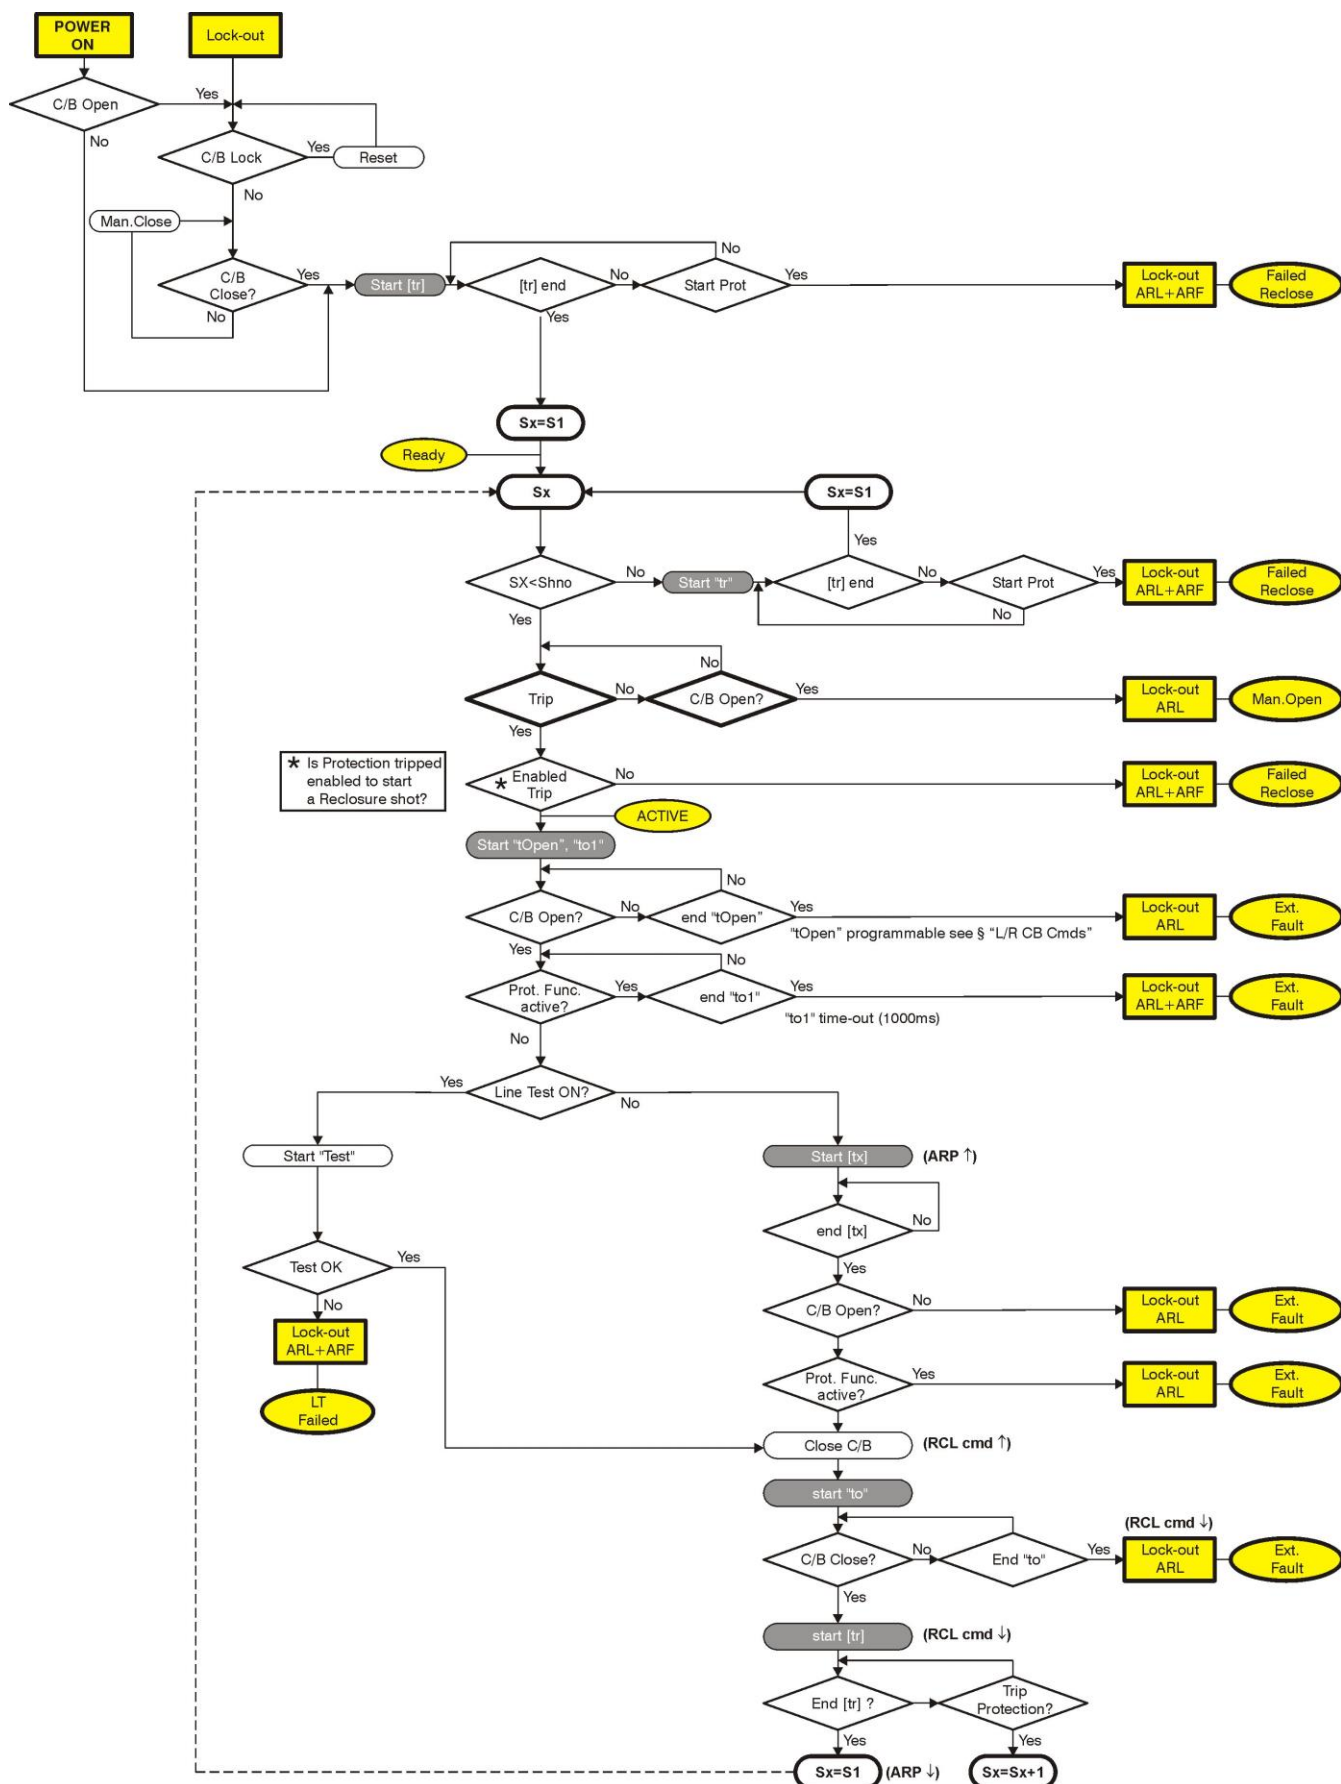 POWER
ON
Lock-out
C/B Open
Yes
No
C/B Lock
Yes
Reset
No
Man.Close
C/B
Close?
Yes
No
Start [tr]
[tr] end
No
Yes
Start Prot
No
Yes
Lock-out
ARL+ARF
Failed
Reclose
Sx=S1
Ready
Sx
Sx=S1
Yes
SX<Shno
No
Yes
Start "tr"
[tr] end
No
Start Prot
Yes
No
Lock-out
ARL+ARF
Failed
Reclose
Trip
No
Yes
C/B Open?
No
Yes
Lock-out
ARL
Man.Open
* Is Protection tripped
enabled to start
a Reclosure shot?
* Enabled
Trip
No
Lock-out
ARL+ARF
Failed
Reclose
ACTIVE
Start "tOpen", "to1"
C/B Open?
No
Yes
end "tOpen"
No
Yes
"tOpen" programmable see § “L/R CB Cmds”
Lock-out
ARL
Ext.
Fault
Prot. Func.
active?
Yes
No
end "to1"
No
Yes
"to1" time-out (1000ms)
Lock-out
ARL+ARF
Ext.
Fault
Line Test ON?
Yes
No
Start "Test"
Start [tx]
(ARP ↑)
end [tx]
No
Yes
Test OK
Yes
No
Lock-out
ARL+ARF
LT
Failed
C/B Open?
No
Lock-out
ARL
Ext.
Fault
Prot. Func.
active?
Yes
Lock-out
ARL
Ext.
Fault
Close C/B
(RCL cmd ↑)
start "to"
C/B Close?
No
Yes
End "to"
Yes
(RCL cmd ↓)
Lock-out
ARL
Ext.
Fault
start [tr]
(RCL cmd ↓)
End [tr] ?
Yes
Trip
Protection?
Yes
Sx=S1
(ARP ↓)
Sx=Sx+1